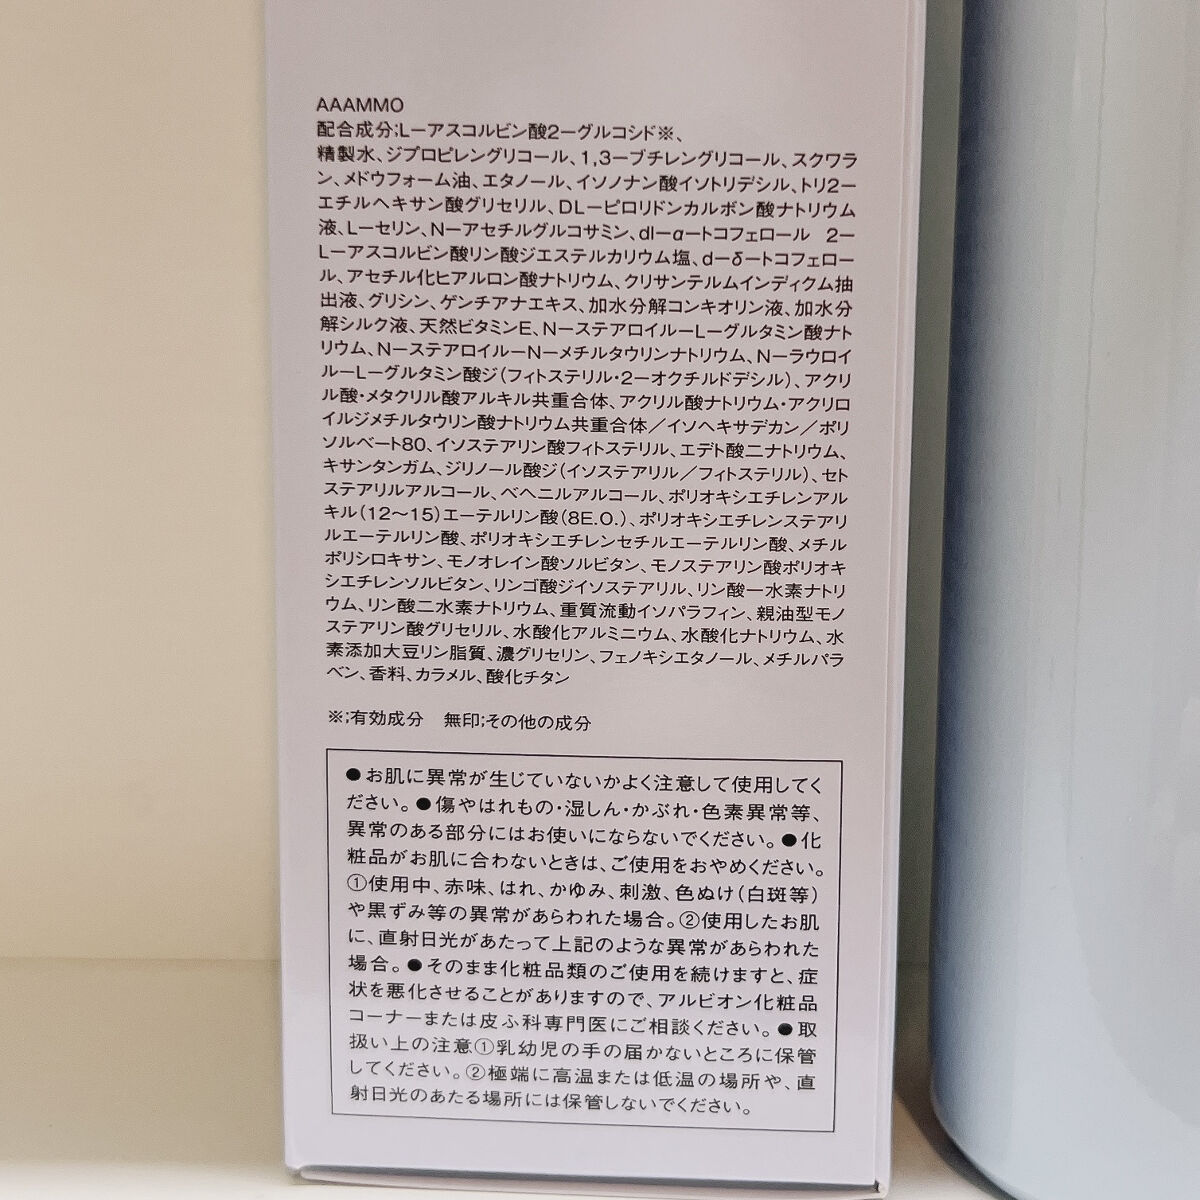 AAAMMO
配合成分;L－アスコルビン酸2－グルコシド※、
精製水、ジプロピレングリコール、1,3－ブチレングリコール、スクワラ
ン、メドウフォーム油、エタノール、イソノナン酸イソトリデシル、トリ2－
エチルヘキサン酸グリセリル、DL－ピロリドンカルボン酸ナトリウム
液、L－セリン、N－アセチルグルコサミン、dl－α－トコフェロール　2－
L－アスコルビン酸リン酸ジエステルカリウム塩、d－δ－トコフェロー
ル、アセチル化ヒアルロン酸ナトリウム、クリサンテルムインディクム抽
出液、グリシン、ゲンチアナエキス、加水分解コンキオリン液、加水分
解シルク液、天然ビタミンE、N－ステアロイル－L－グルタミン酸ナト
リウム、N－ステアロイル－N－メチルタウリンナトリウム、N－ラウロイ
ル－L－グルタミン酸ジ(フィトステリル・2－オクチルドデシル)、アクリ
ル酸・メタクリル酸アルキル共重合体、アクリル酸ナトリウム・アクリロ
イルジメチルタウリン酸ナトリウム共重合体／イソヘキサデカン／ポリ
ソルベート80、イソステアリン酸フィトステリル、エデト酸二ナトリウム、
キサンタンガム、ジリノール酸ジ(イソステアリル／フィトステリル)、セト
ステアリルアルコール、ベヘニルアルコール、ポリオキシエチレンアル
キル(12～15)エーテルリン酸(8E.O.)、ポリオキシエチレンステアリ
ルエーテルリン酸、ポリオキシエチレンセチルエーテルリン酸、メチル
ポリシロキサン、モノオレイン酸ソルビタン、モノステアリン酸ポリオキ
シエチレンソルビタン、リンゴ酸ジイソステアリル、リン酸一水素ナトリ
ウム、リン酸二水素ナトリウム、重質流動イソパラフィン、親油型モノ
ステアリン酸グリセリル、水酸化アルミニウム、水酸化ナトリウム、水
素添加大豆リン脂質、濃グリセリン、フェノキシエタノール、メチルパラ
ベン、香料、カラメル、酸化チタン
※;有効成分　無印;その他の成分
●お肌に異常が生じていないかよく注意して使用してく
ださい。●傷やはれもの・湿しん・かぶれ・色素異常等、
異常のある部分にはお使いにならないでください。●化
粧品がお肌に合わないときは、ご使用をおやめください。
①使用中、赤味、はれ、かゆみ、刺激、色ぬけ(白斑等)
や黒ずみ等の異常があらわれた場合。②使用したお肌
に、直射日光があたって上記のような異常があらわれた
場合。●そのまま化粧品類のご使用を続けますと、症
状を悪化させることがありますので、アルビオン化粧品
コーナーまたは皮ふ科専門医にご相談ください。●取
扱い上の注意①乳幼児の手の届かないところに保管
してください。②極端に高温または低温の場所や、直
射日光のあたる場所には保管しないでください。